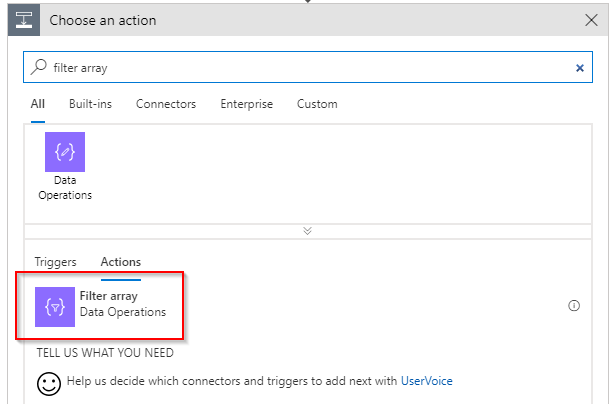 Choose an action
filter array
All Built-ins Connectors Enterprise Custom
Data
Operations
Triggers Actions
Filter array
Data Operations
TELL US WHAT YOU NEED
Help us decide which connectors and triggers to add next with UserVoice